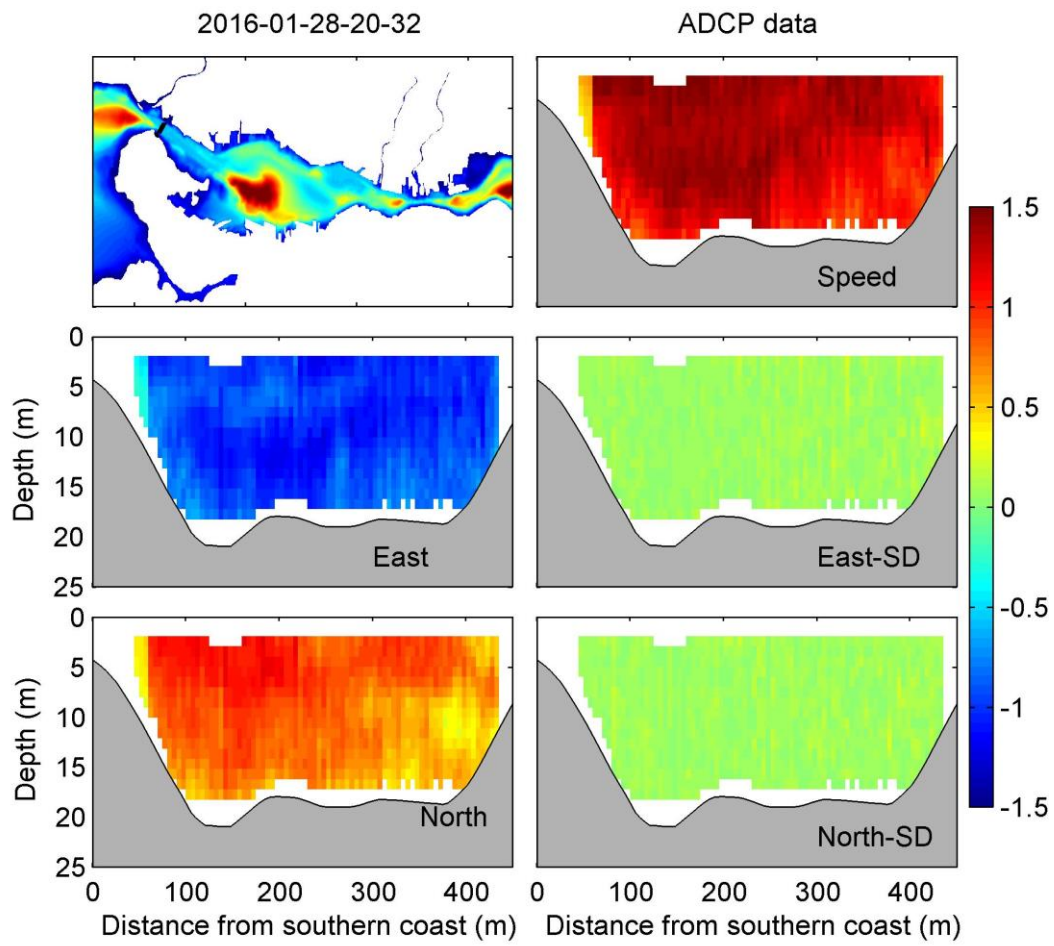 2016-01-28-20-32
ADCP data
Speed
1.5
1
0.5
0
-0.5
-1
-1.5
0
5
10
15
20
25
Depth (m)
East
East-SD
0
5
10
15
20
25
Depth (m)
North
North-SD
0 100 200 300 400
0 100 200 300 400
Distance from southern coast (m)
Distance from southern coast (m)